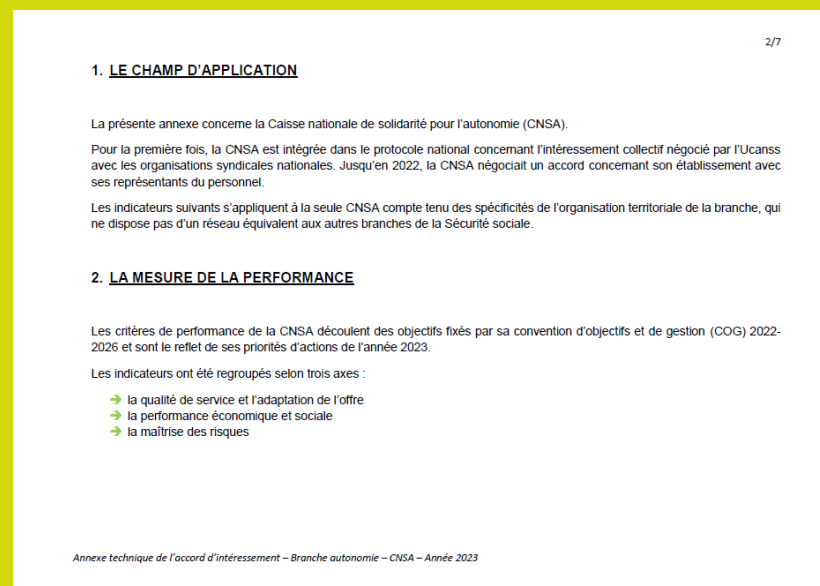 2/7
1. LE CHAMP D’APPLICATION
La présente annexe concerne la Caisse nationale de solidarité pour l’autonomie (CNSA).
Pour la première fois, la CNSA est intégrée dans le protocole national concernant l’intéressement collectif négocié par l’Ucanss
avec les organisations syndicales nationales. Jusqu’en 2022, la CNSA négociait un accord concernant son établissement avec
ses représentants du personnel.
Les indicateurs suivants s’appliquent à la seule CNSA compte tenu des spécificités de l’organisation territoriale de la branche, qui
ne dispose pas d’un réseau équivalent aux autres branches de la Sécurité sociale.
2. LA MESURE DE LA PERFORMANCE
Les critères de performance de la CNSA découlent des objectifs fixés par sa convention d’objectifs et de gestion (COG) 2022-
2026 et sont le reflet de ses priorités d’actions de l’année 2023.
Les indicateurs ont été regroupés selon trois axes :
➔ la qualité de service et l’adaptation de l’offre
➔ la performance économique et sociale
➔ la maîtrise des risques
Annexe technique de l’accord d’intéressement – Branche autonomie – CNSA – Année 2023